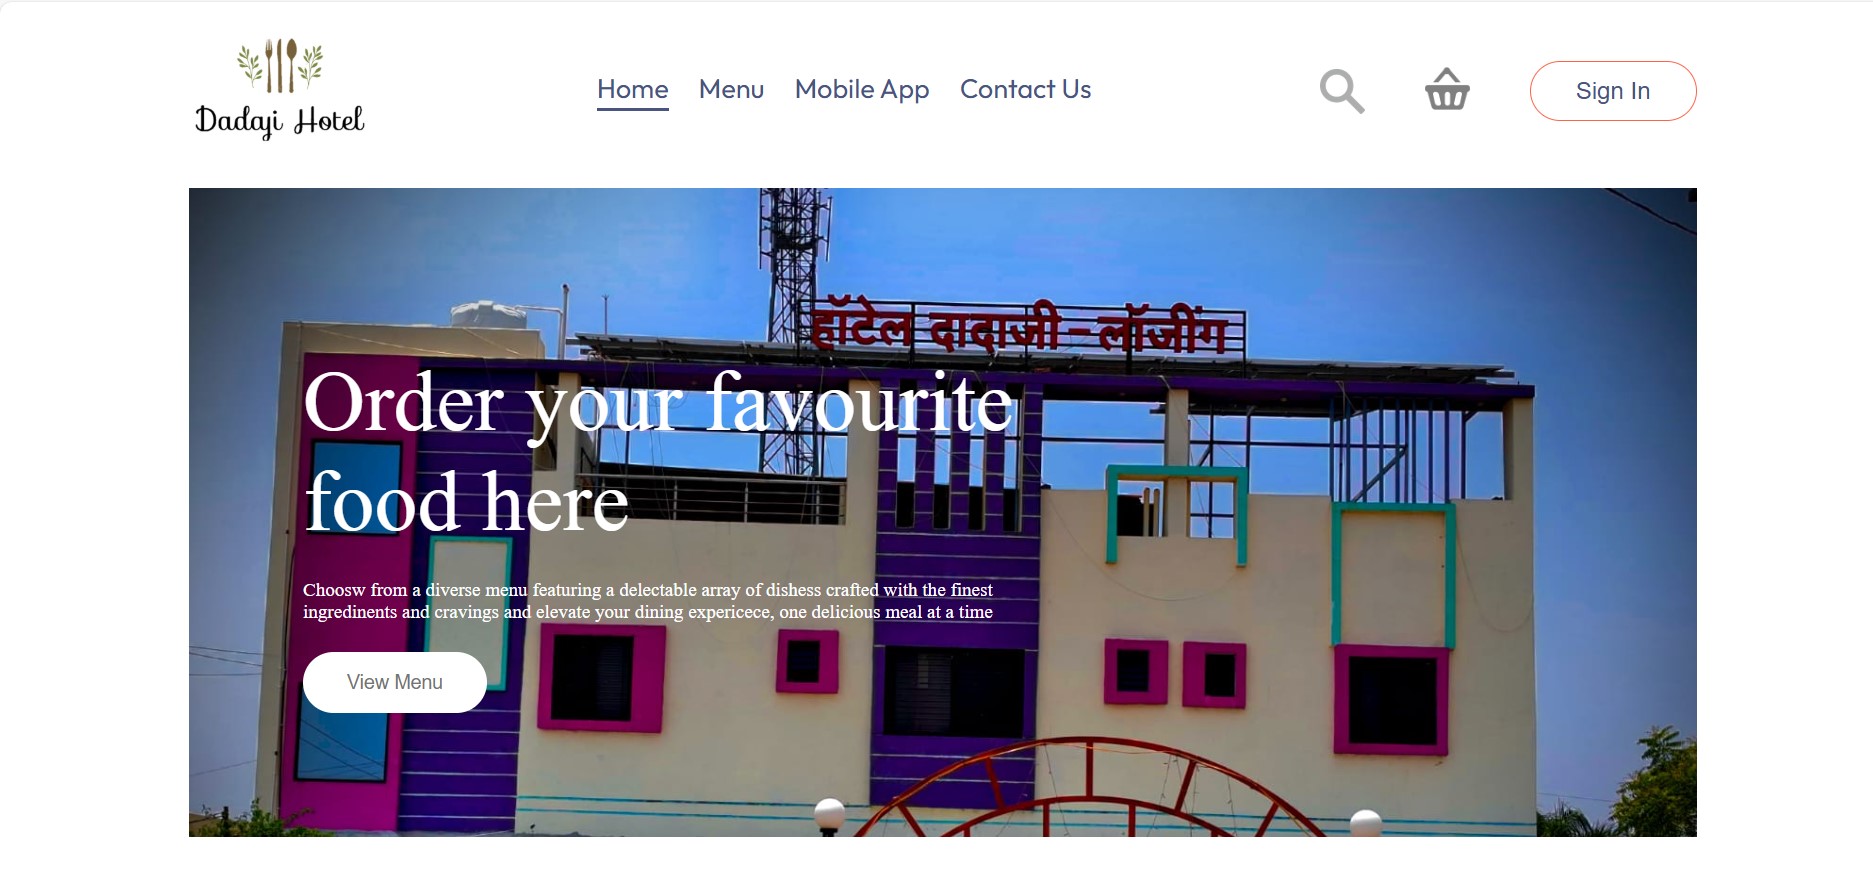 Dadaji Hotel
Home Menu Mobile App Contact Us
Sign In
हॉटेल दादाजी - लॉजींग
Order your favourite
food here
Choosw from a diverse menu featuring a delectable array of dishess crafted with the finest
ingredinents and cravings and elevate your dining expericece, one delicious meal at a time
View Menu